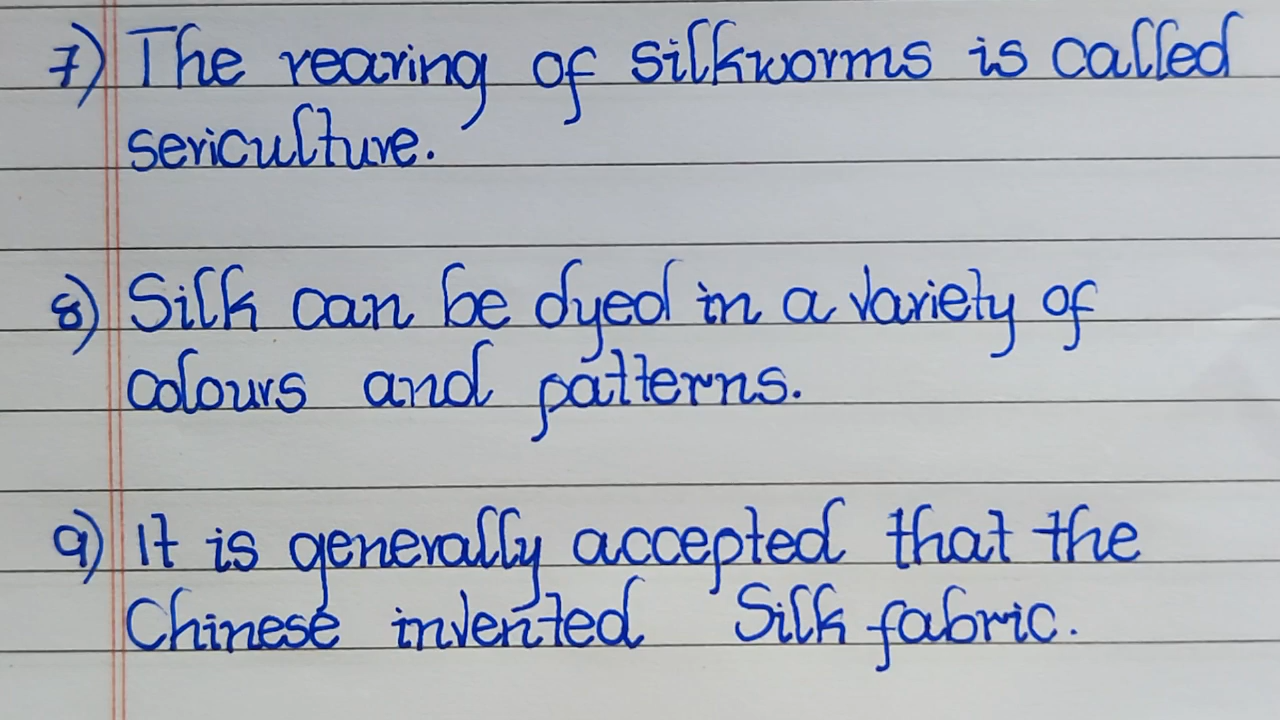 7) The rearing of silkworms is called
sericulture.
8) Silk can be dyed in a variety of
colours and patterns.
9) It is generally accepted that the
Chinese invented Silk fabric.